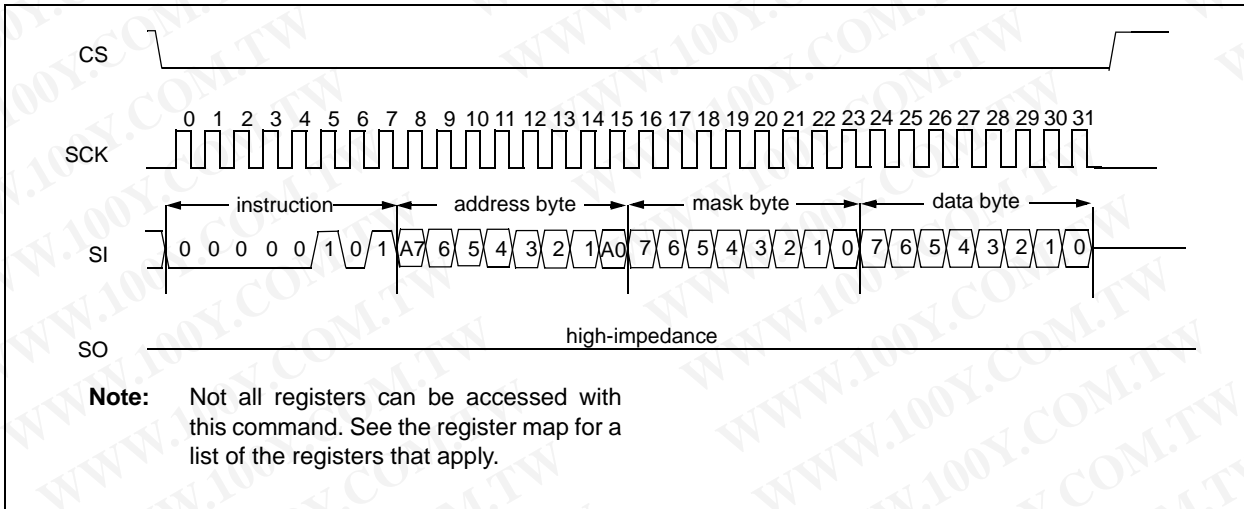 CS
0 1 2 3 4 5 6 7 8 9 10 11 12 13 14 15 16 17 18 19 20 21 22 23 24 25 26 27 28 29 30 31
SCK
instruction address byte mask byte data byte
SI 0 0 0 0 0 1 0 1 A7 6 5 4 3 2 1 A0 7 6 5 4 3 2 1 0 7 6 5 4 3 2 1 0
high-impedance
SO
Note: Not all registers can be accessed with
this command. See the register map for a
list of the registers that apply.
WWW.100Y.COM.TW